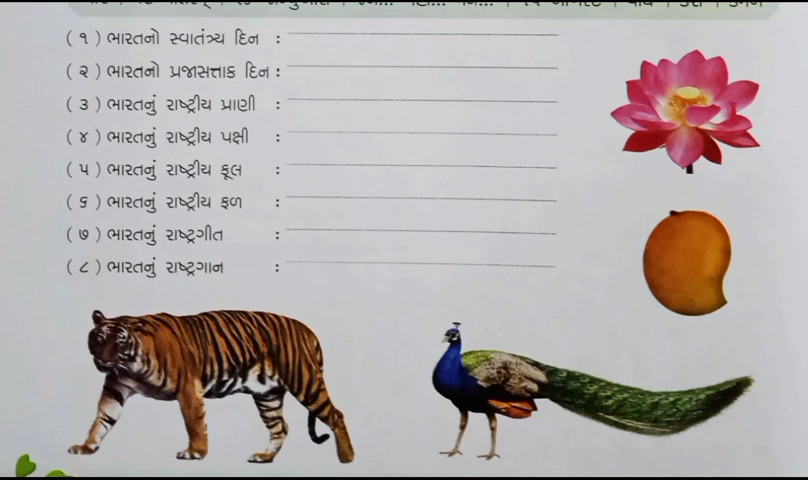 ( ૧ ) ભારતનો સ્વાતંત્ર્ય દિન :
( ૨ ) ભારતનો પ્રજાસત્તાક દિન :
( ૩ ) ભારતનું રાષ્ટ્રીય પ્રાણી :
( ૪ ) ભારતનું રાષ્ટ્રીય પક્ષી :
( ૫ ) ભારતનું રાષ્ટ્રીય ફૂલ :
( ૬ ) ભારતનું રાષ્ટ્રીય ફળ :
( ૭ ) ભારતનું રાષ્ટ્રગીત :
( ૮ ) ભારતનું રાષ્ટ્રગાન :